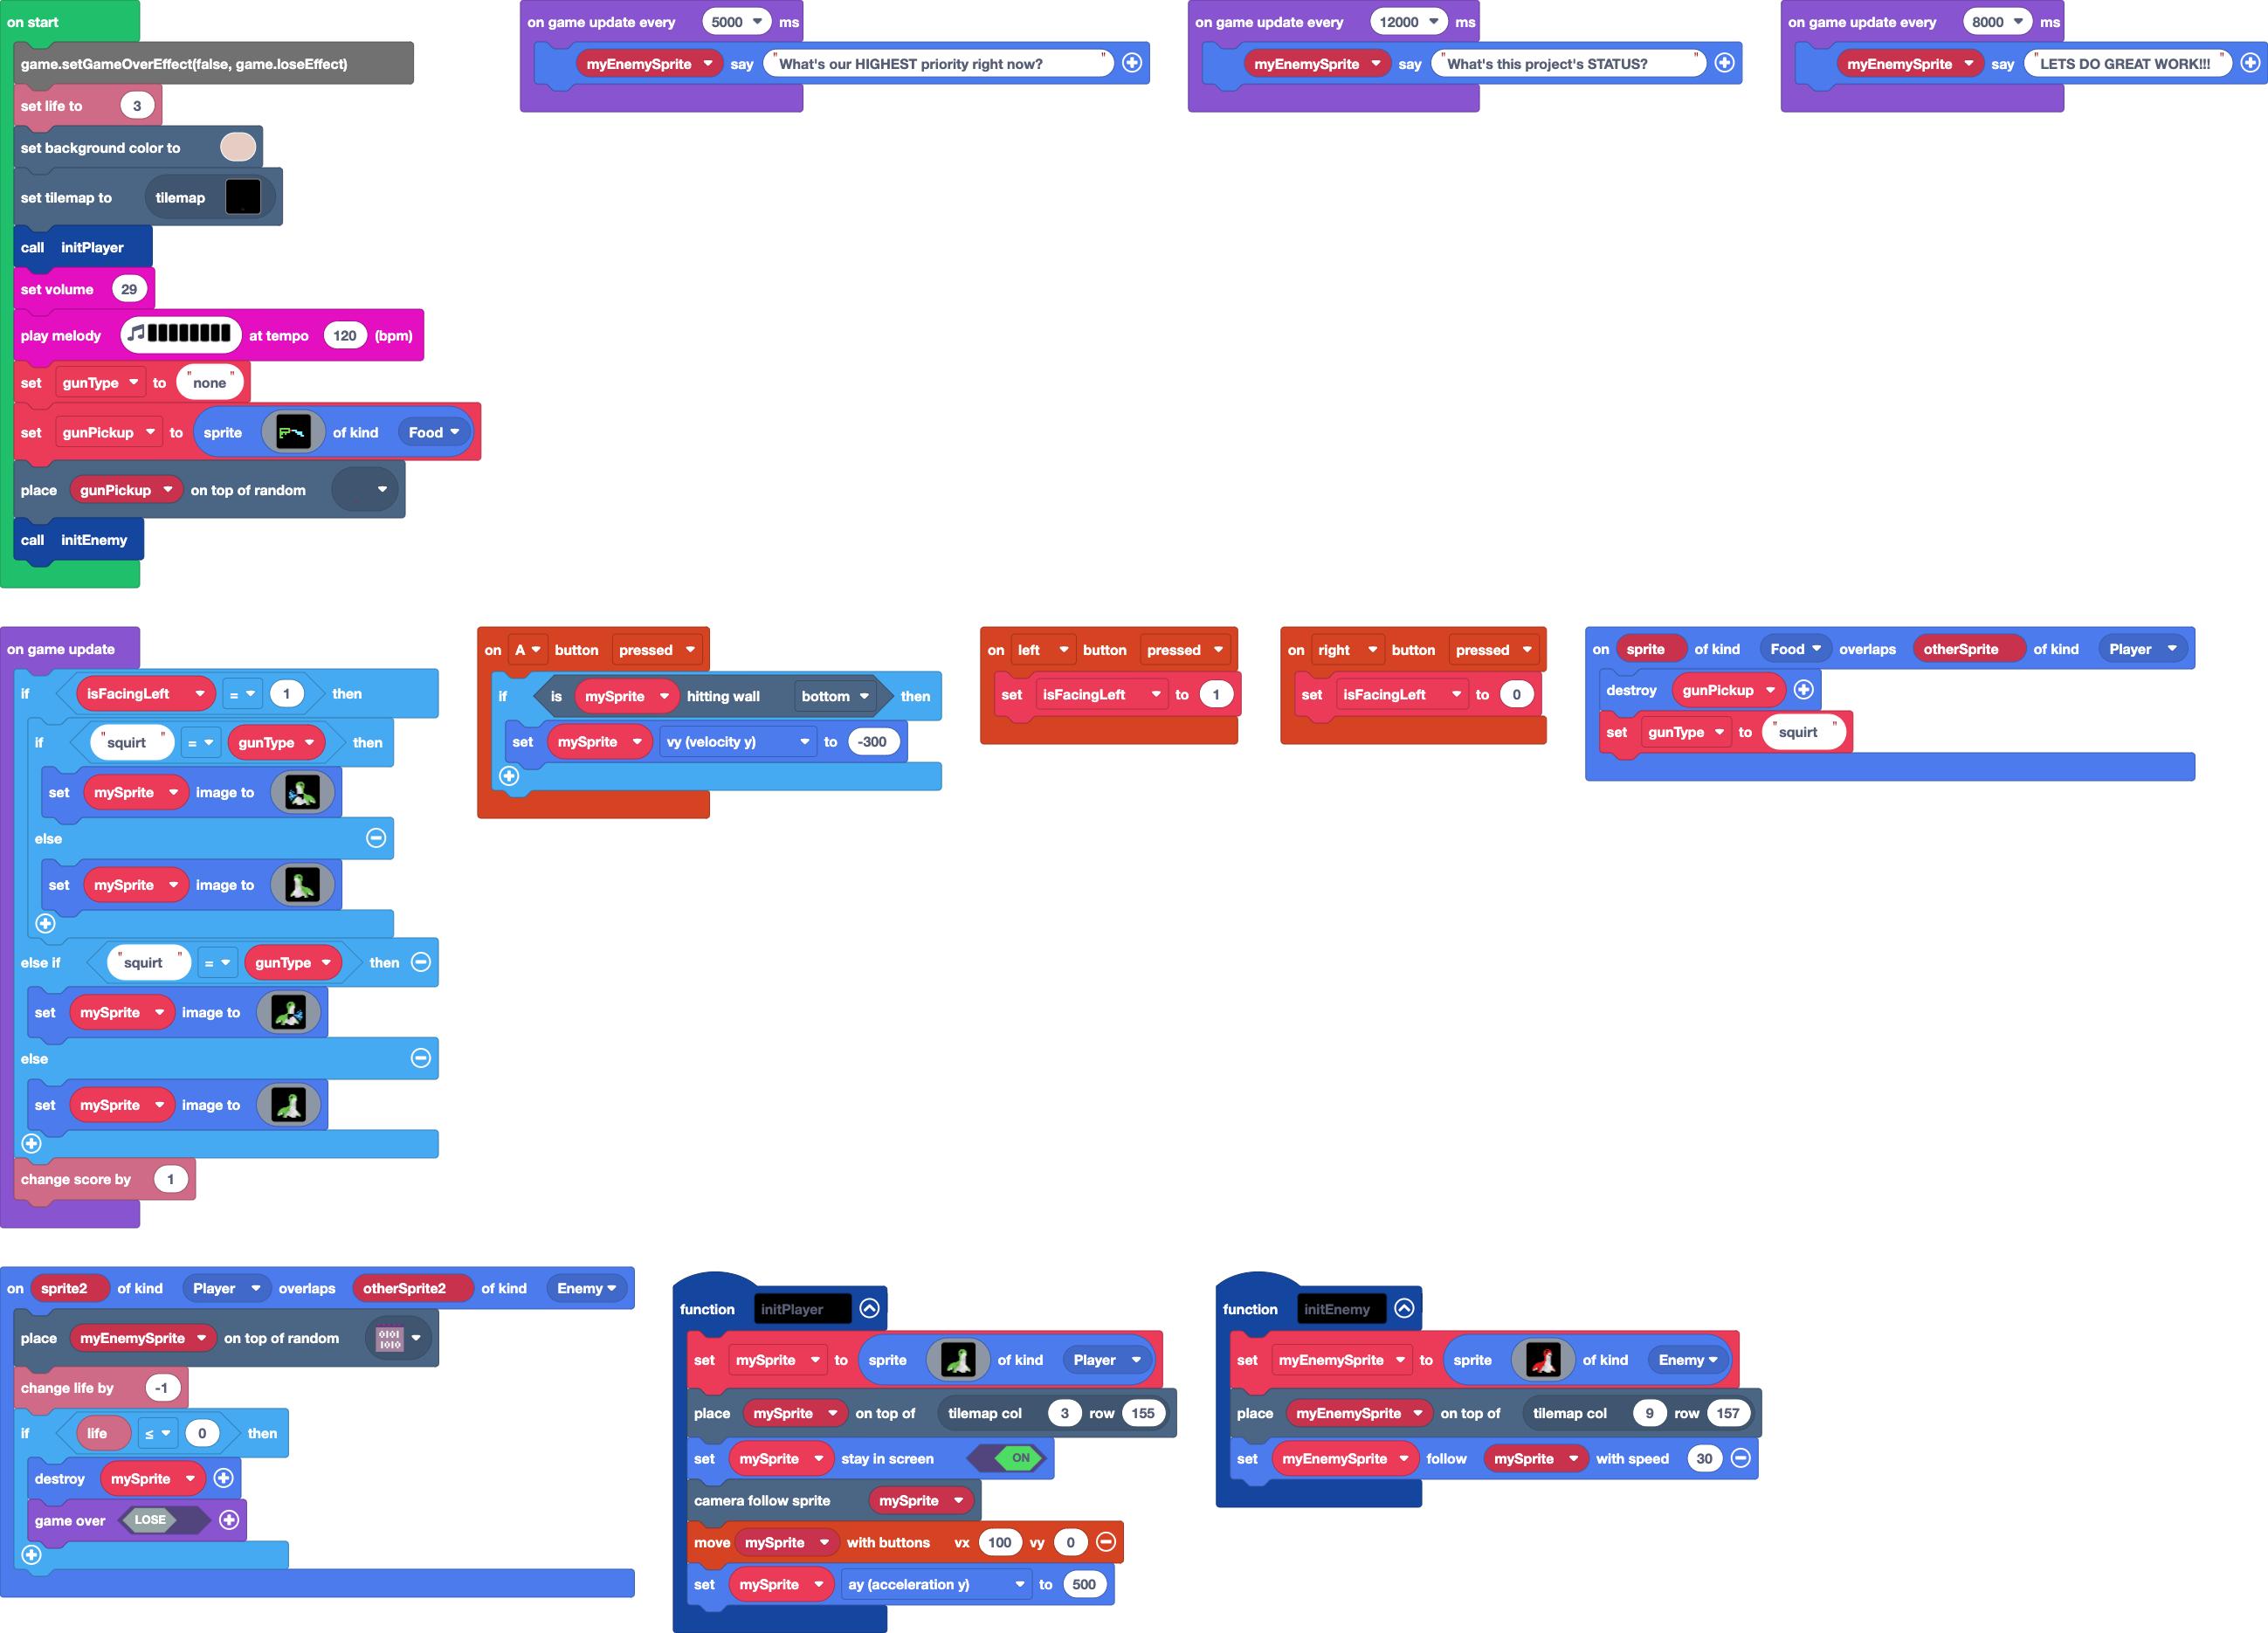 on start
game.setGameOverEffect(false, game.loseEffect)
set life to 3
set background color to
set tilemap to tilemap
call initPlayer
set volume 29
play melody at tempo 120 (bpm)
set gunType to "none"
set gunPickup to sprite of kind Food
place gunPickup on top of random
call initEnemy
on game update every 5000 ms
myEnemySprite say "What's our HIGHEST priority right now? "
on game update every 12000 ms
myEnemySprite say "What's this project's STATUS? "
on game update every 8000 ms
myEnemySprite say "LETS DO GREAT WORK!!! "
on game update
if isFacingLeft = 1 then
if "squirt " = gunType then
set mySprite image to
else
set mySprite image to
else if "squirt " = gunType then
set mySprite image to
else
set mySprite image to
change score by 1
on A button pressed
if is mySprite hitting wall bottom then
set mySprite vy (velocity y) to -300
on left button pressed
set isFacingLeft to 1
on right button pressed
set isFacingLeft to 0
on sprite of kind Food overlaps otherSprite of kind Player
destroy gunPickup
set gunType to "squirt "
on sprite2 of kind Player overlaps otherSprite2 of kind Enemy
place myEnemySprite on top of random 0101 1010
change life by -1
if life ≤ 0 then
destroy mySprite
game over LOSE
function initPlayer
set mySprite to sprite of kind Player
place mySprite on top of tilemap col 3 row 155
set mySprite stay in screen ON
camera follow sprite mySprite
move mySprite with buttons vx 100 vy 0
set mySprite ay (acceleration y) to 500
function initEnemy
set myEnemySprite to sprite of kind Enemy
place myEnemySprite on top of tilemap col 9 row 157
set myEnemySprite follow mySprite with speed 30